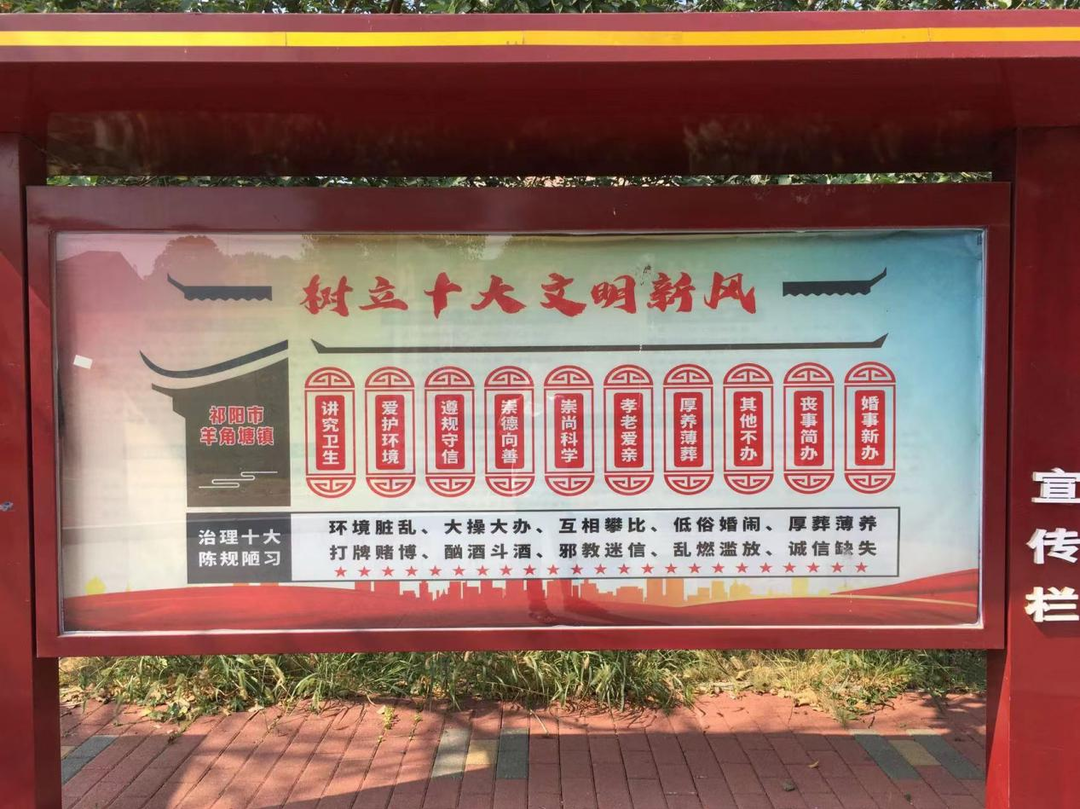 树立十大文明新风
祁阳市
羊角塘镇
讲究卫生
爱护环境
遵规守信
崇德向善
崇尚科学
孝老爱亲
厚养薄葬
其他不办
丧事简办
婚事新办
治理十大
陈规陋习
环境脏乱、大操大办、互相攀比、低俗婚闹、厚葬薄养
打牌赌博、酗酒斗酒、邪教迷信、乱燃滥放、诚信缺失
宣传栏